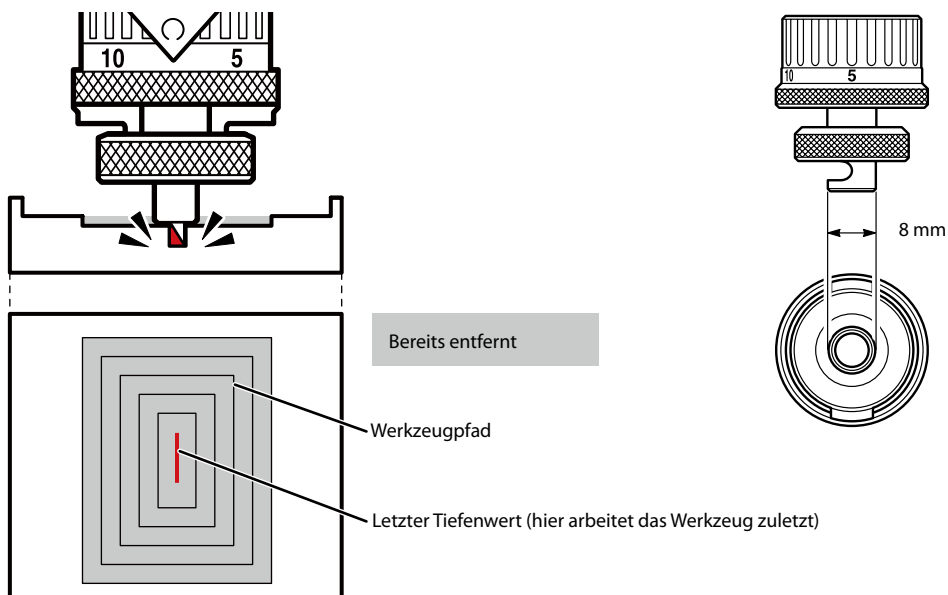 10 5
10 5
8 mm
Bereits entfernt
Werkzeugpfad
Letzter Tiefenwert (hier arbeitet das Werkzeug zuletzt)